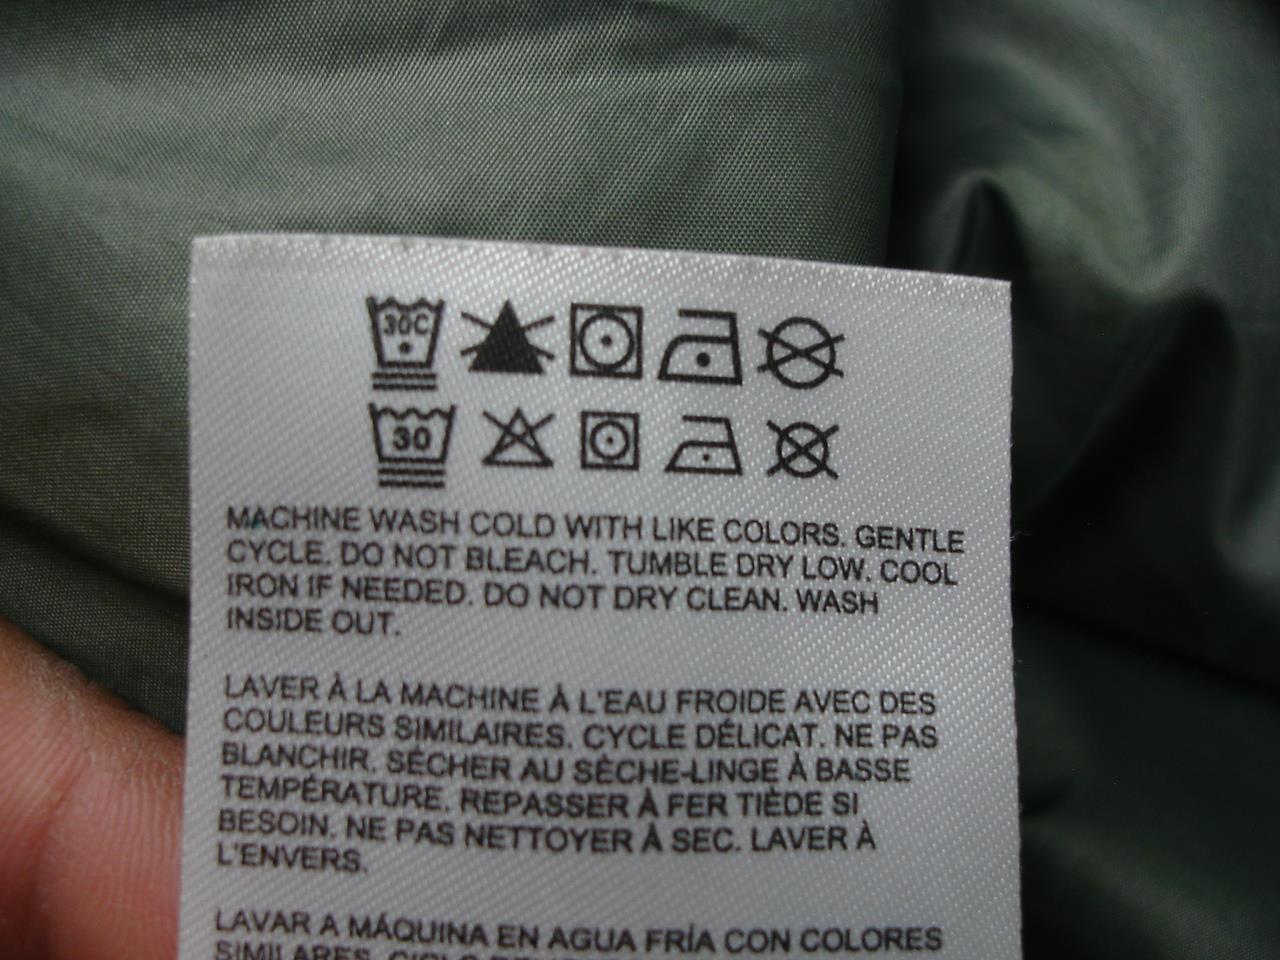 30C
30
MACHINE WASH COLD WITH LIKE COLORS. GENTLE
CYCLE. DO NOT BLEACH. TUMBLE DRY LOW. COOL
IRON IF NEEDED. DO NOT DRY CLEAN. WASH
INSIDE OUT.
LAVER À LA MACHINE À L'EAU FROIDE AVEC DES
COULEURS SIMILAIRES. CYCLE DÉLICAT. NE PAS
BLANCHIR. SÉCHER AU SÈCHE-LINGE À BASSE
TEMPÉRATURE. REPASSER À FER TIÈDE SI
BESOIN. NE PAS NETTOYER À SEC. LAVER À
L'ENVERS.
LAVAR A MÁQUINA EN AGUA FRÍA CON COLORES
SIMILARES. CICLO